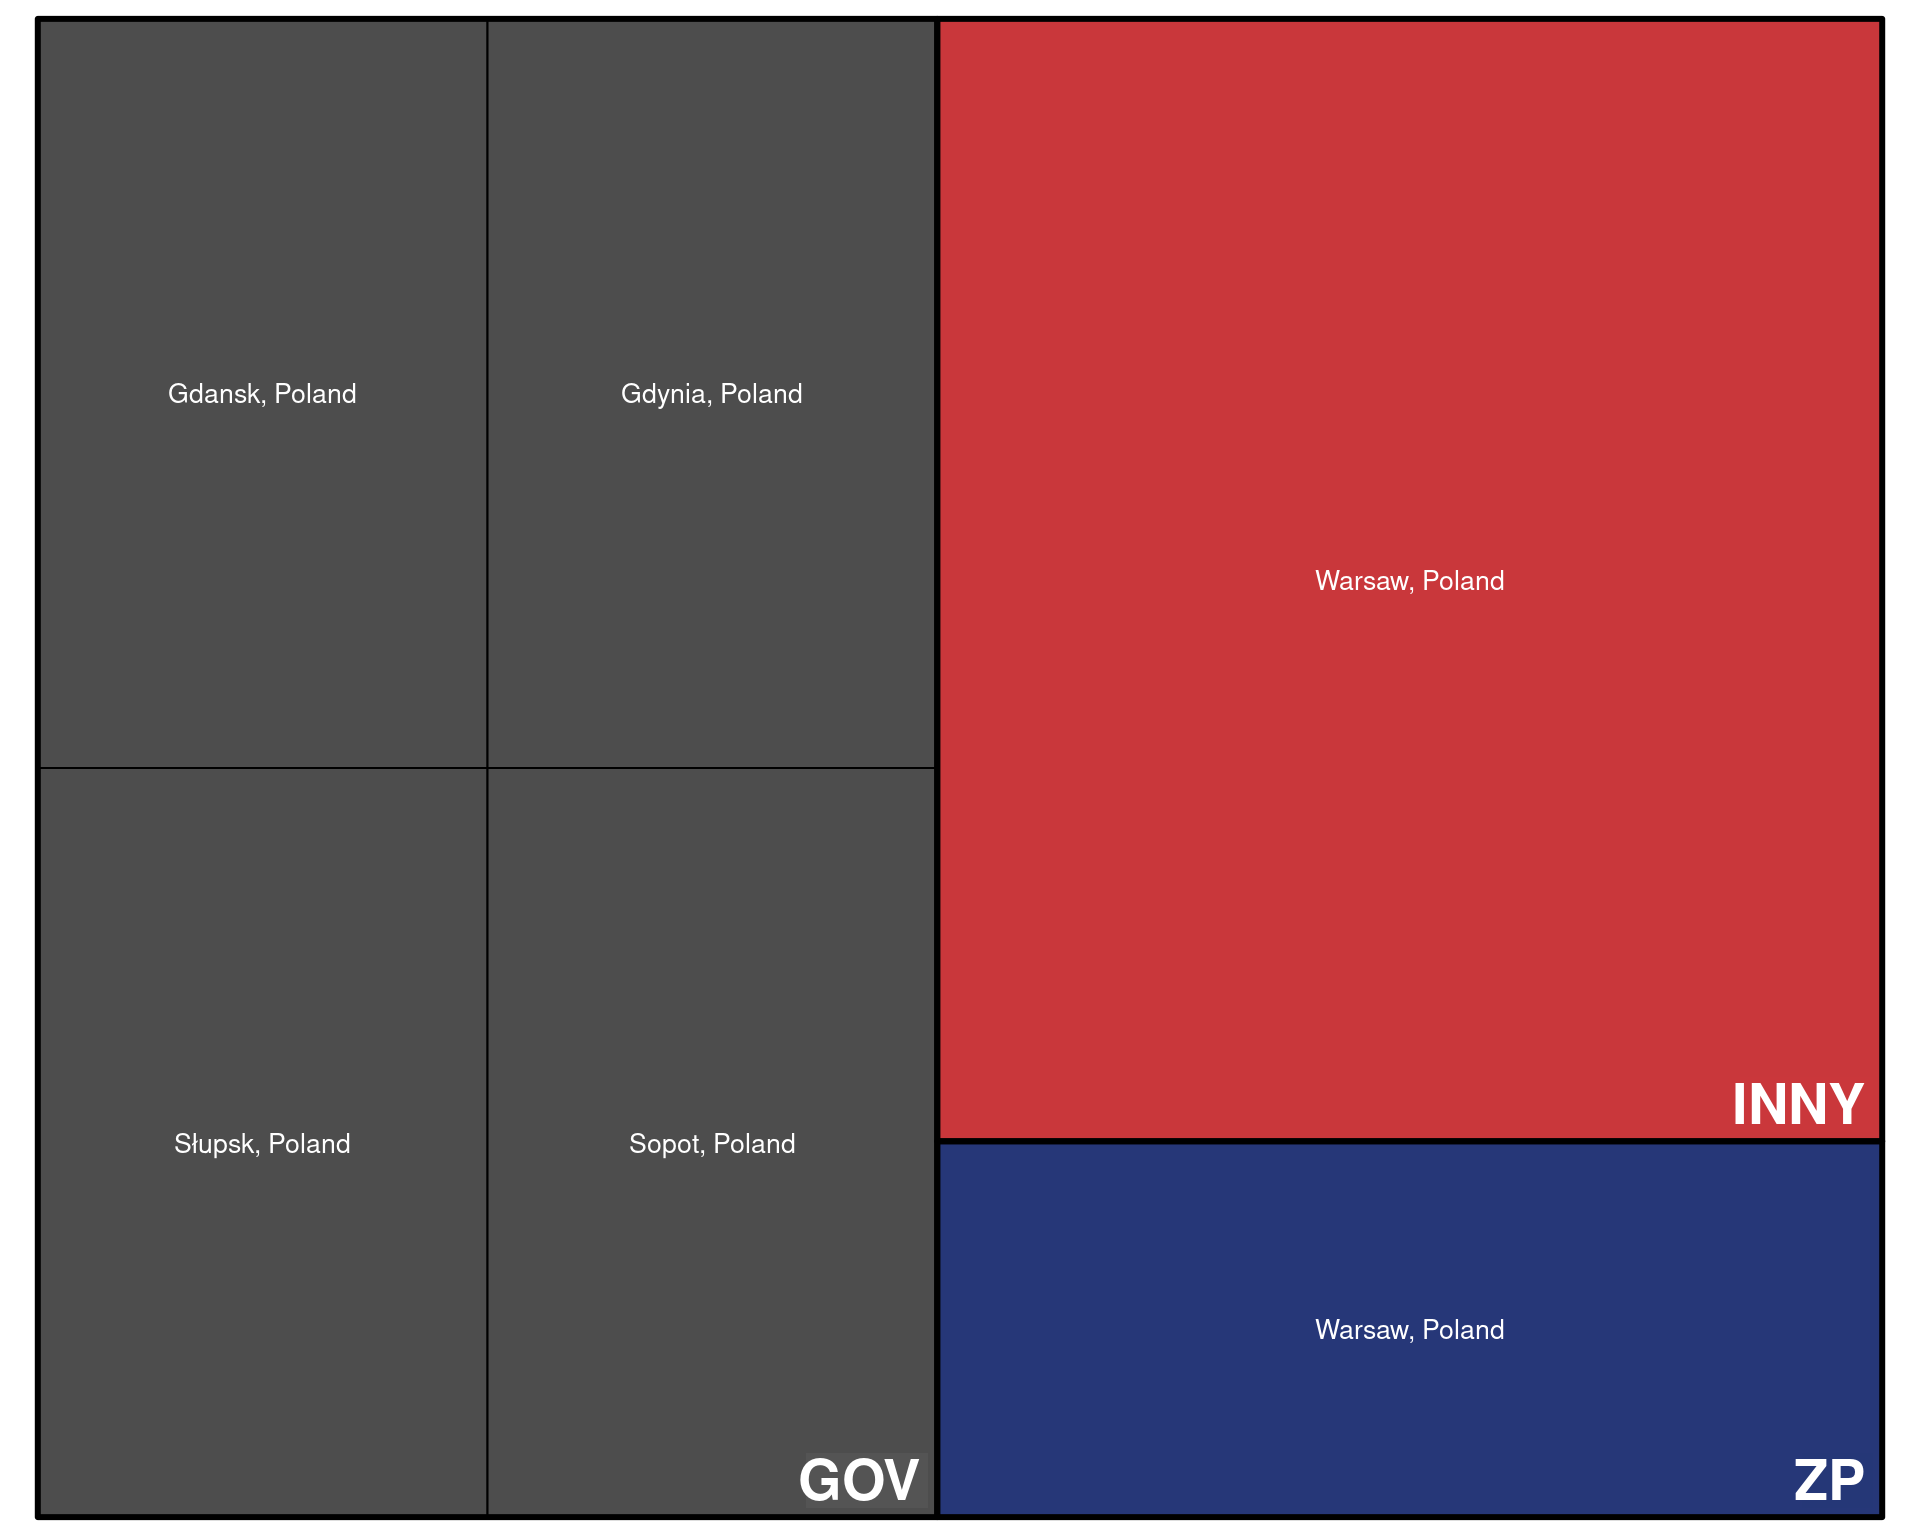 Gdansk, Poland
Gdynia, Poland
Warsaw, Poland
INNY
Słupsk, Poland
Sopot, Poland
Warsaw, Poland
GOV
ZP